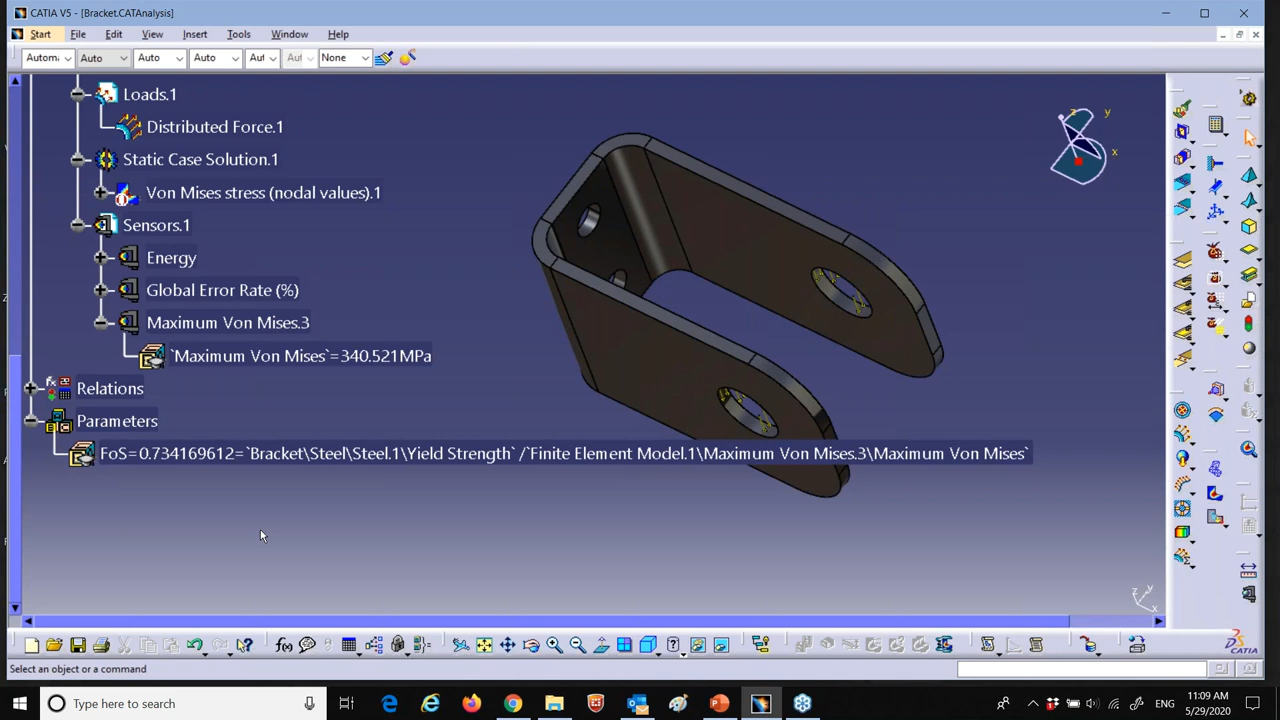 CATIA V5 - [Bracket.CATAnalysis]
Start File Edit View Insert Tools Window Help
Autom Auto Auto Auto Aut Aut None
Loads.1
Distributed Force.1
Static Case Solution.1
Von Mises stress (nodal values).1
Sensors.1
Energy
Global Error Rate (%)
Maximum Von Mises.3
`Maximum Von Mises`=340.521MPa
Relations
Parameters
FoS=0.734169612=`Bracket\Steel\Steel.1\Yield Strength` /`Finite Element Model.1\Maximum Von Mises.3\Maximum Von Mises`
z y
x
z y
x
CATIA
Select an object or a command
Type here to search
ENG
11:09 AM
5/29/2020